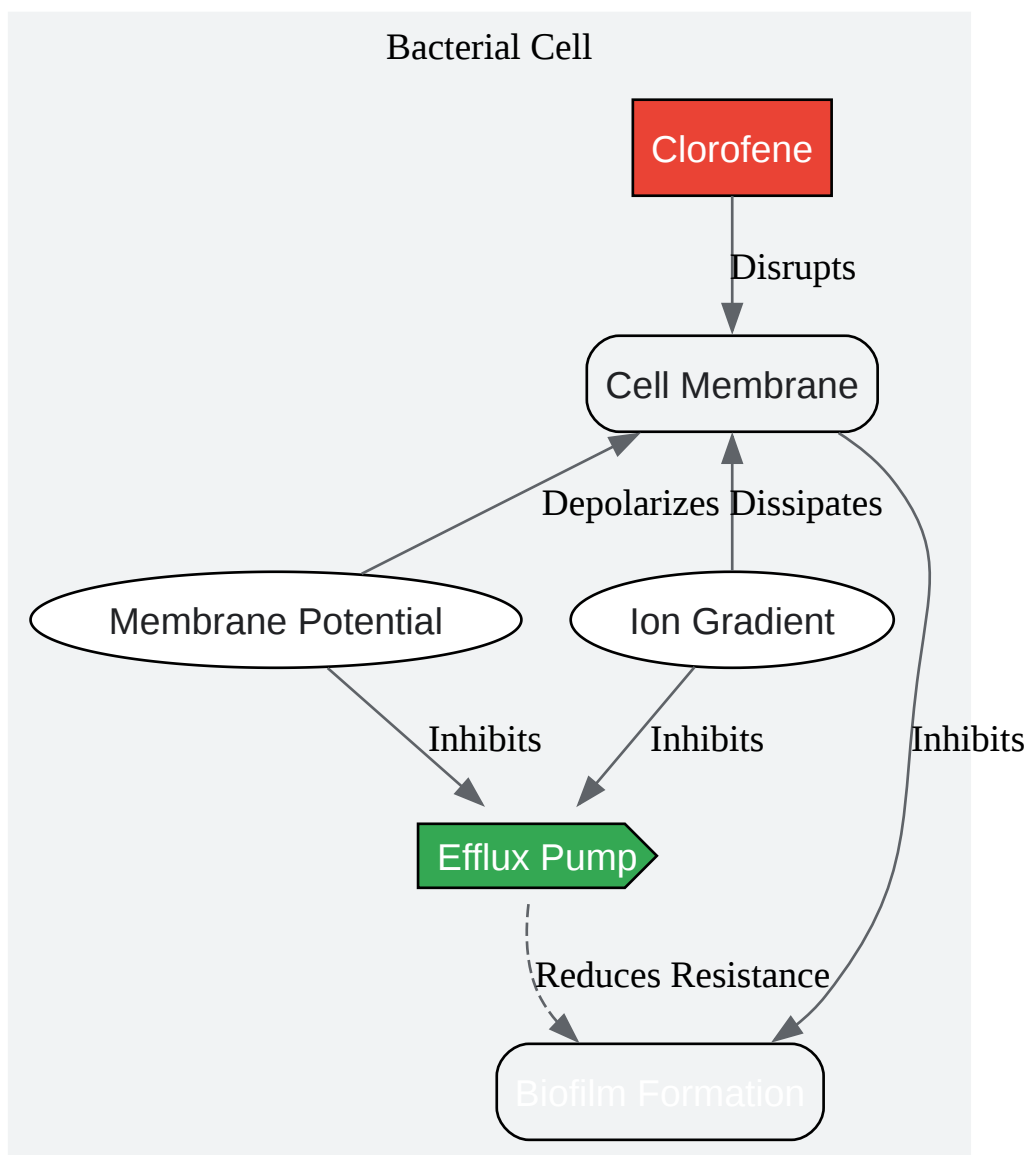 Bacterial Cell
Clorofene
Disrupts
Cell Membrane
Depolarizes
Dissipates
Membrane Potential
Ion Gradient
Inhibits
Inhibits
Inhibits
Efflux Pump
Reduces Resistance
Biofilm Formation